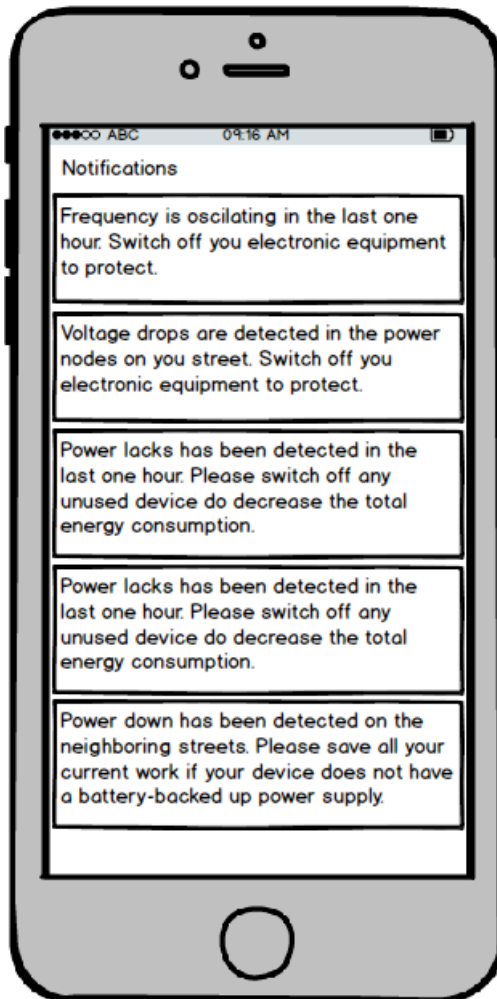 ABC 09:16 AM
Notifications
Frequency is oscilating in the last one
hour. Switch off you electronic equipment
to protect.
Voltage drops are detected in the power
nodes on you street. Switch off you
electronic equipment to protect.
Power lacks has been detected in the
last one hour. Please switch off any
unused device do decrease the total
energy consumption.
Power lacks has been detected in the
last one hour. Please switch off any
unused device do decrease the total
energy consumption.
Power down has been detected on the
neighboring streets. Please save all your
current work if your device does not have
a battery-backed up power supply.